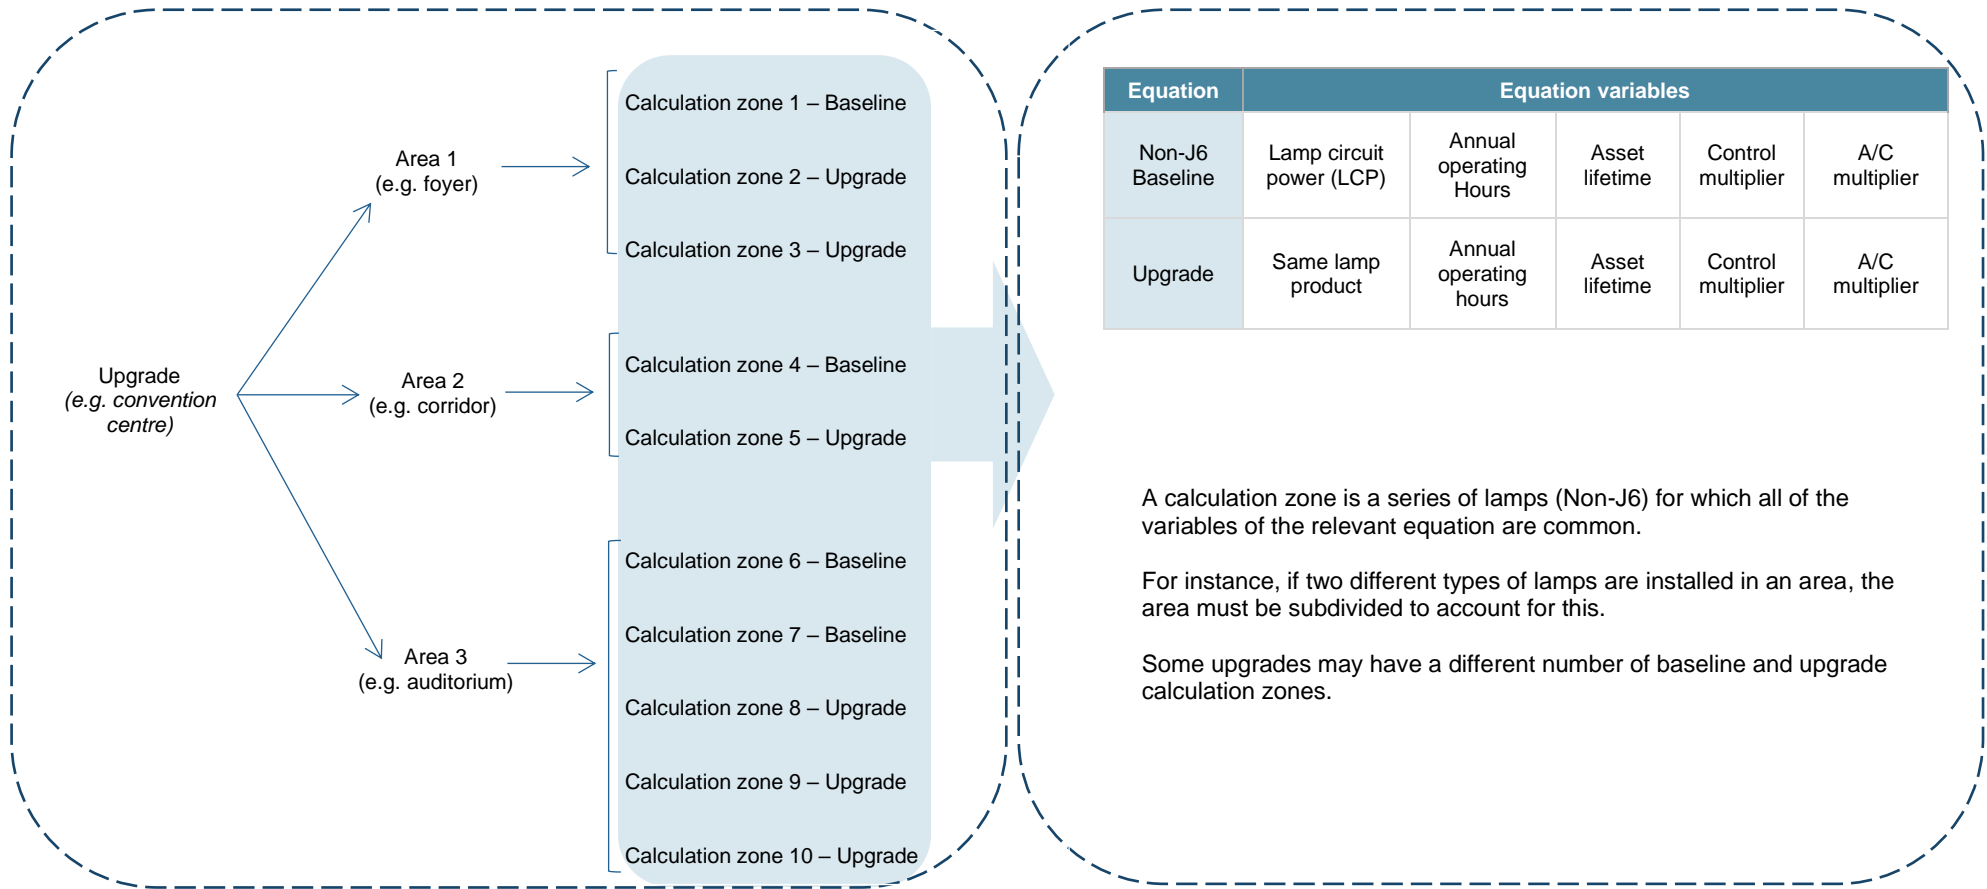 Upgrade
(e.g. convention
centre)
Area 1
(e.g. foyer)
Area 2
(e.g. corridor)
Area 3
(e.g. auditorium)
Calculation zone 1 – Baseline
Calculation zone 2 – Upgrade
Calculation zone 3 – Upgrade
Calculation zone 4 – Baseline
Calculation zone 5 – Upgrade
Calculation zone 6 – Baseline
Calculation zone 7 – Baseline
Calculation zone 8 – Upgrade
Calculation zone 9 – Upgrade
Calculation zone 10 – Upgrade
Equation
Equation variables
Non-J6
Baseline
Lamp circuit
power (LCP)
Annual
operating
Hours
Asset
lifetime
Control
multiplier
A/C
multiplier
Upgrade
Same lamp
product
Annual
operating
hours
Asset
lifetime
Control
multiplier
A/C
multiplier
A calculation zone is a series of lamps (Non-J6) for which all of the
variables of the relevant equation are common.
For instance, if two different types of lamps are installed in an area, the
area must be subdivided to account for this.
Some upgrades may have a different number of baseline and upgrade
calculation zones.